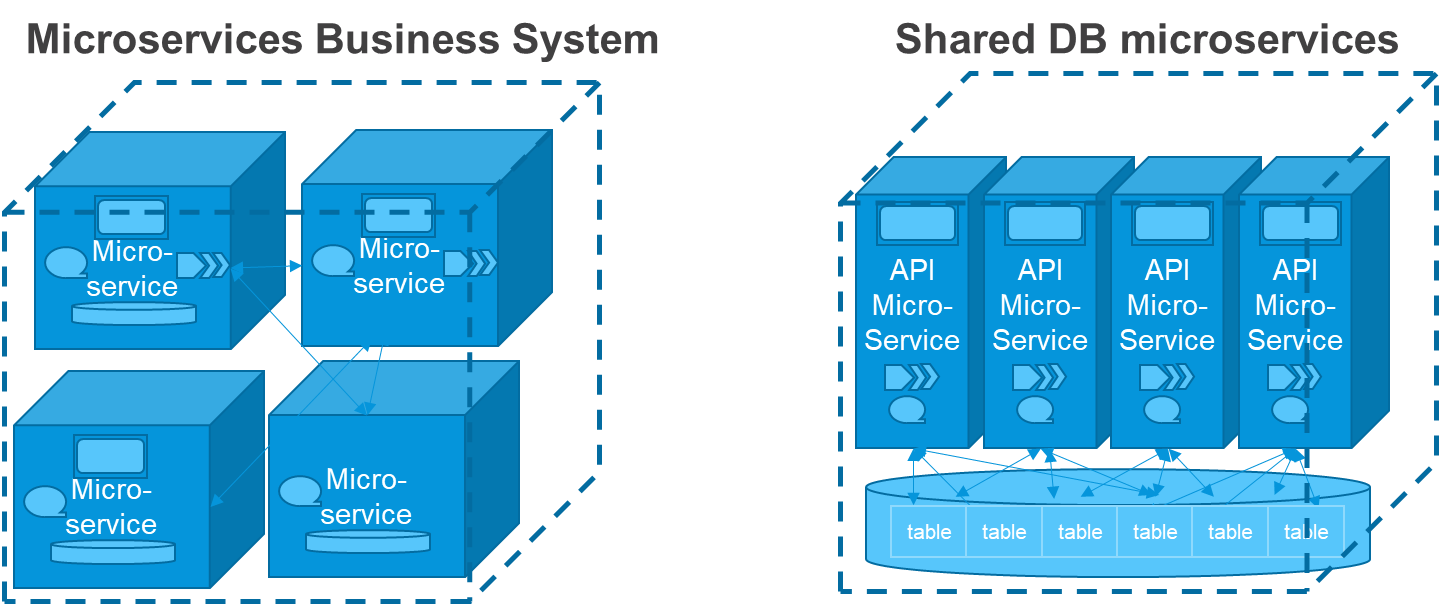 Microservices Business System
Micro-
service
Micro-
service
Micro-
service
Micro-
service
Shared DB microservices
API
Micro-
Service
API
Micro-
Service
API
Micro-
Service
API
Micro-
Service
table
table
table
table
table
table